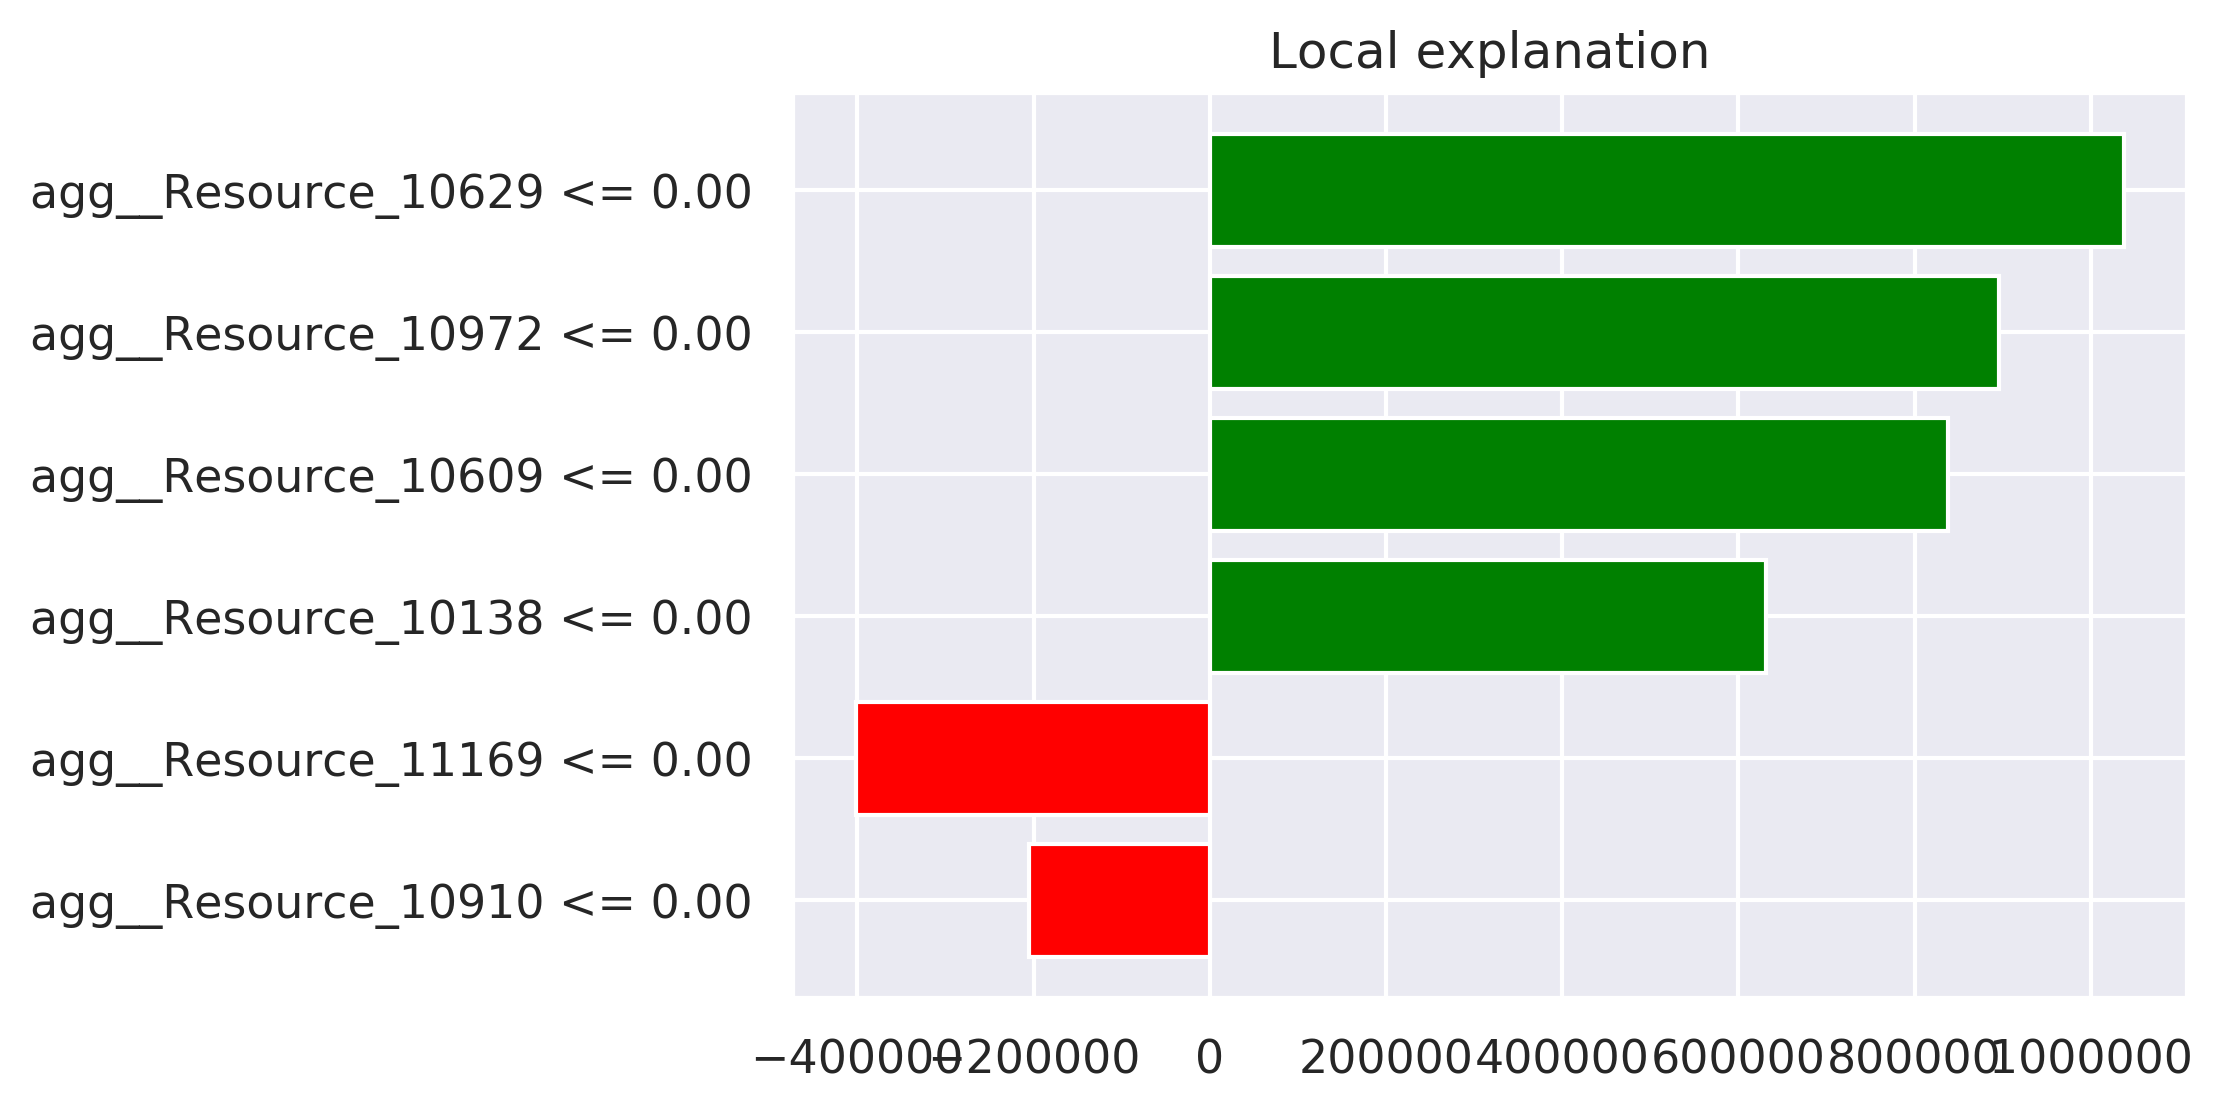 Local explanation
agg__Resource_10629 <= 0.00
agg__Resource_10972 <= 0.00
agg__Resource_10609 <= 0.00
agg__Resource_10138 <= 0.00
agg__Resource_11169 <= 0.00
agg__Resource_10910 <= 0.00
−400000 −200000 0 200000 400000 600000 800000 1000000